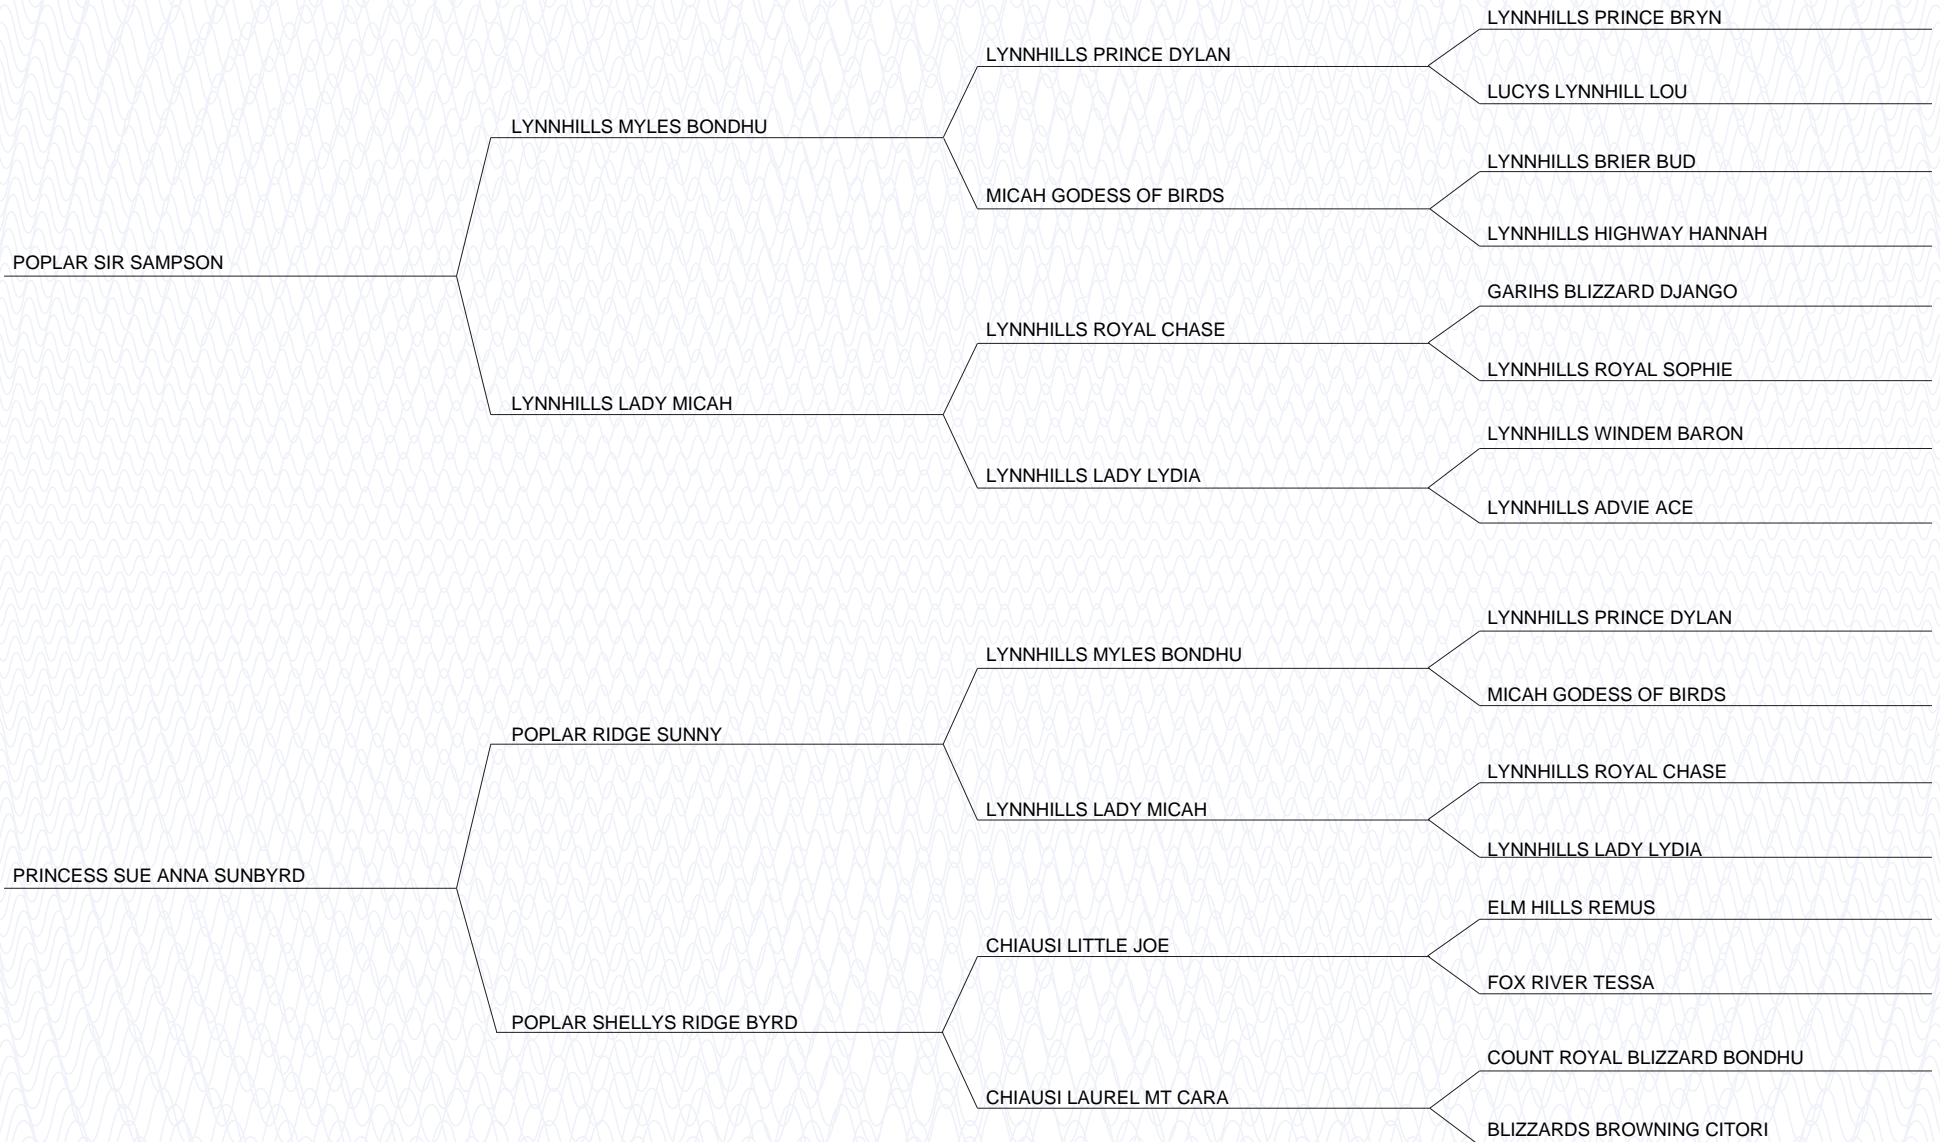 LYNNHILLS PRINCE BRYN
LYNNHILLS PRINCE DYLAN
LUCYS LYNNHILL LOU
LYNNHILLS MYLES BONDHU
LYNNHILLS BRIER BUD
MICAH GODESS OF BIRDS
LYNNHILLS HIGHWAY HANNAH
POPLAR SIR SAMPSON
GARIHS BLIZZARD DJANGO
LYNNHILLS ROYAL CHASE
LYNNHILLS ROYAL SOPHIE
LYNNHILLS LADY MICAH
LYNNHILLS WINDEM BARON
LYNNHILLS LADY LYDIA
LYNNHILLS ADVIE ACE
LYNNHILLS PRINCE DYLAN
LYNNHILLS MYLES BONDHU
MICAH GODESS OF BIRDS
POPLAR RIDGE SUNNY
LYNNHILLS ROYAL CHASE
LYNNHILLS LADY MICAH
LYNNHILLS LADY LYDIA
PRINCESS SUE ANNA SUNBYRD
ELM HILLS REMUS
CHIAUSI LITTLE JOE
FOX RIVER TESSA
POPLAR SHELLYS RIDGE BYRD
COUNT ROYAL BLIZZARD BONDHU
CHIAUSI LAUREL MT CARA
BLIZZARDS BROWNING CITORI